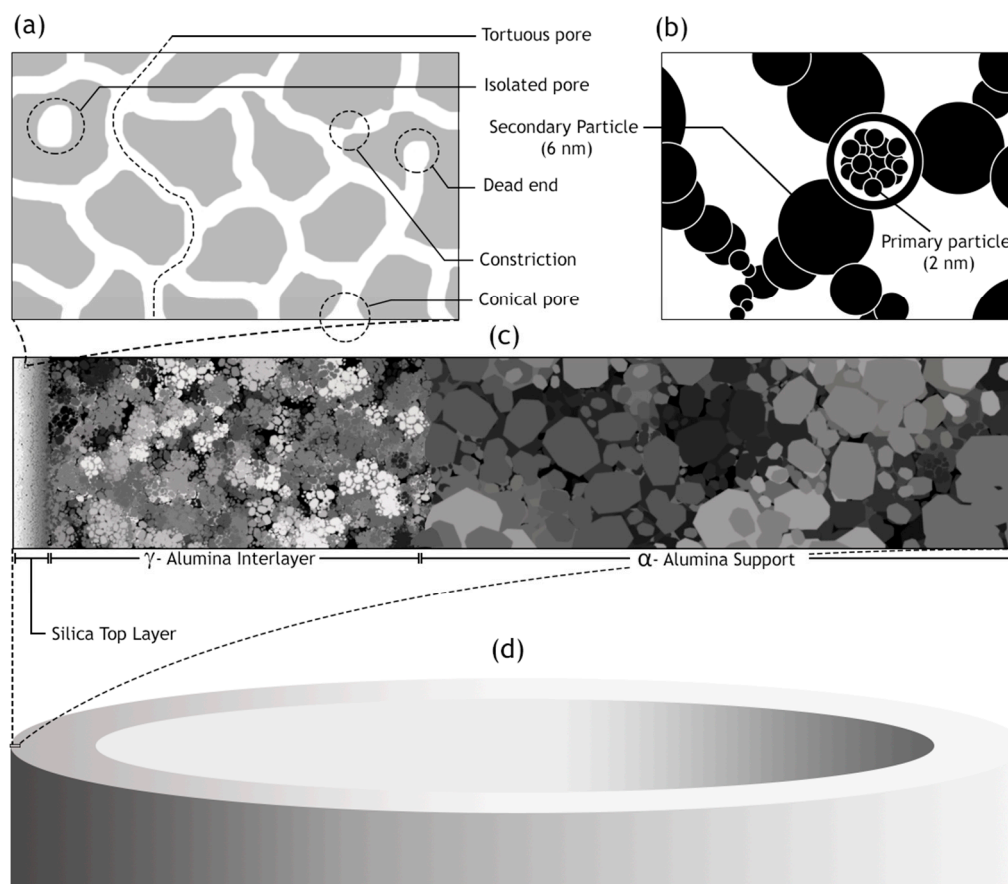 (a)
Tortuous pore
Isolated pore
Dead end
Constriction
Conical pore
(b)
Secondary Particle
(6 nm)
Primary particle
(2 nm)
(c)
γ- Alumina Interlayer
α- Alumina Support
Silica Top Layer
(d)